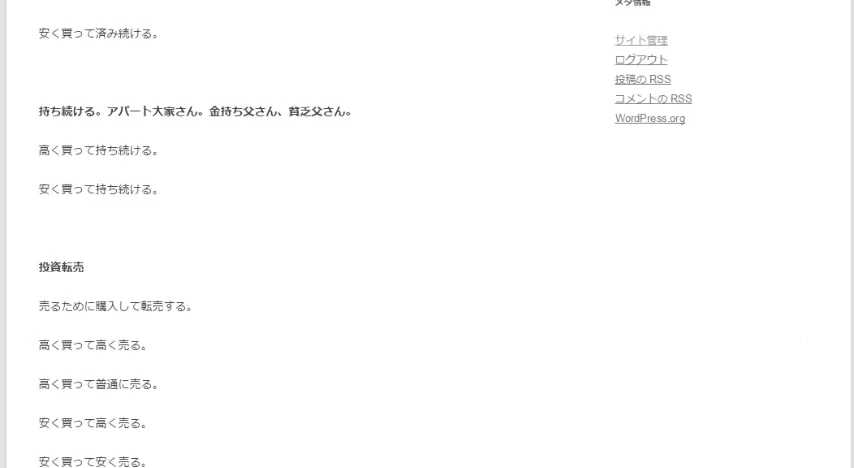 安く買って済み続ける。
持ち続ける。アパート大家さん。金持ち父さん、貧乏父さん。
高く買って持ち続ける。
安く買って持ち続ける。
投資転売
売るために購入して転売する。
高く買って高く売る。
高く買って普通に売る。
安く買って高く売る。
安く買って安く売る。
メタ情報
サイト管理
ログアウト
投稿の RSS
コメントの RSS
WordPress.org